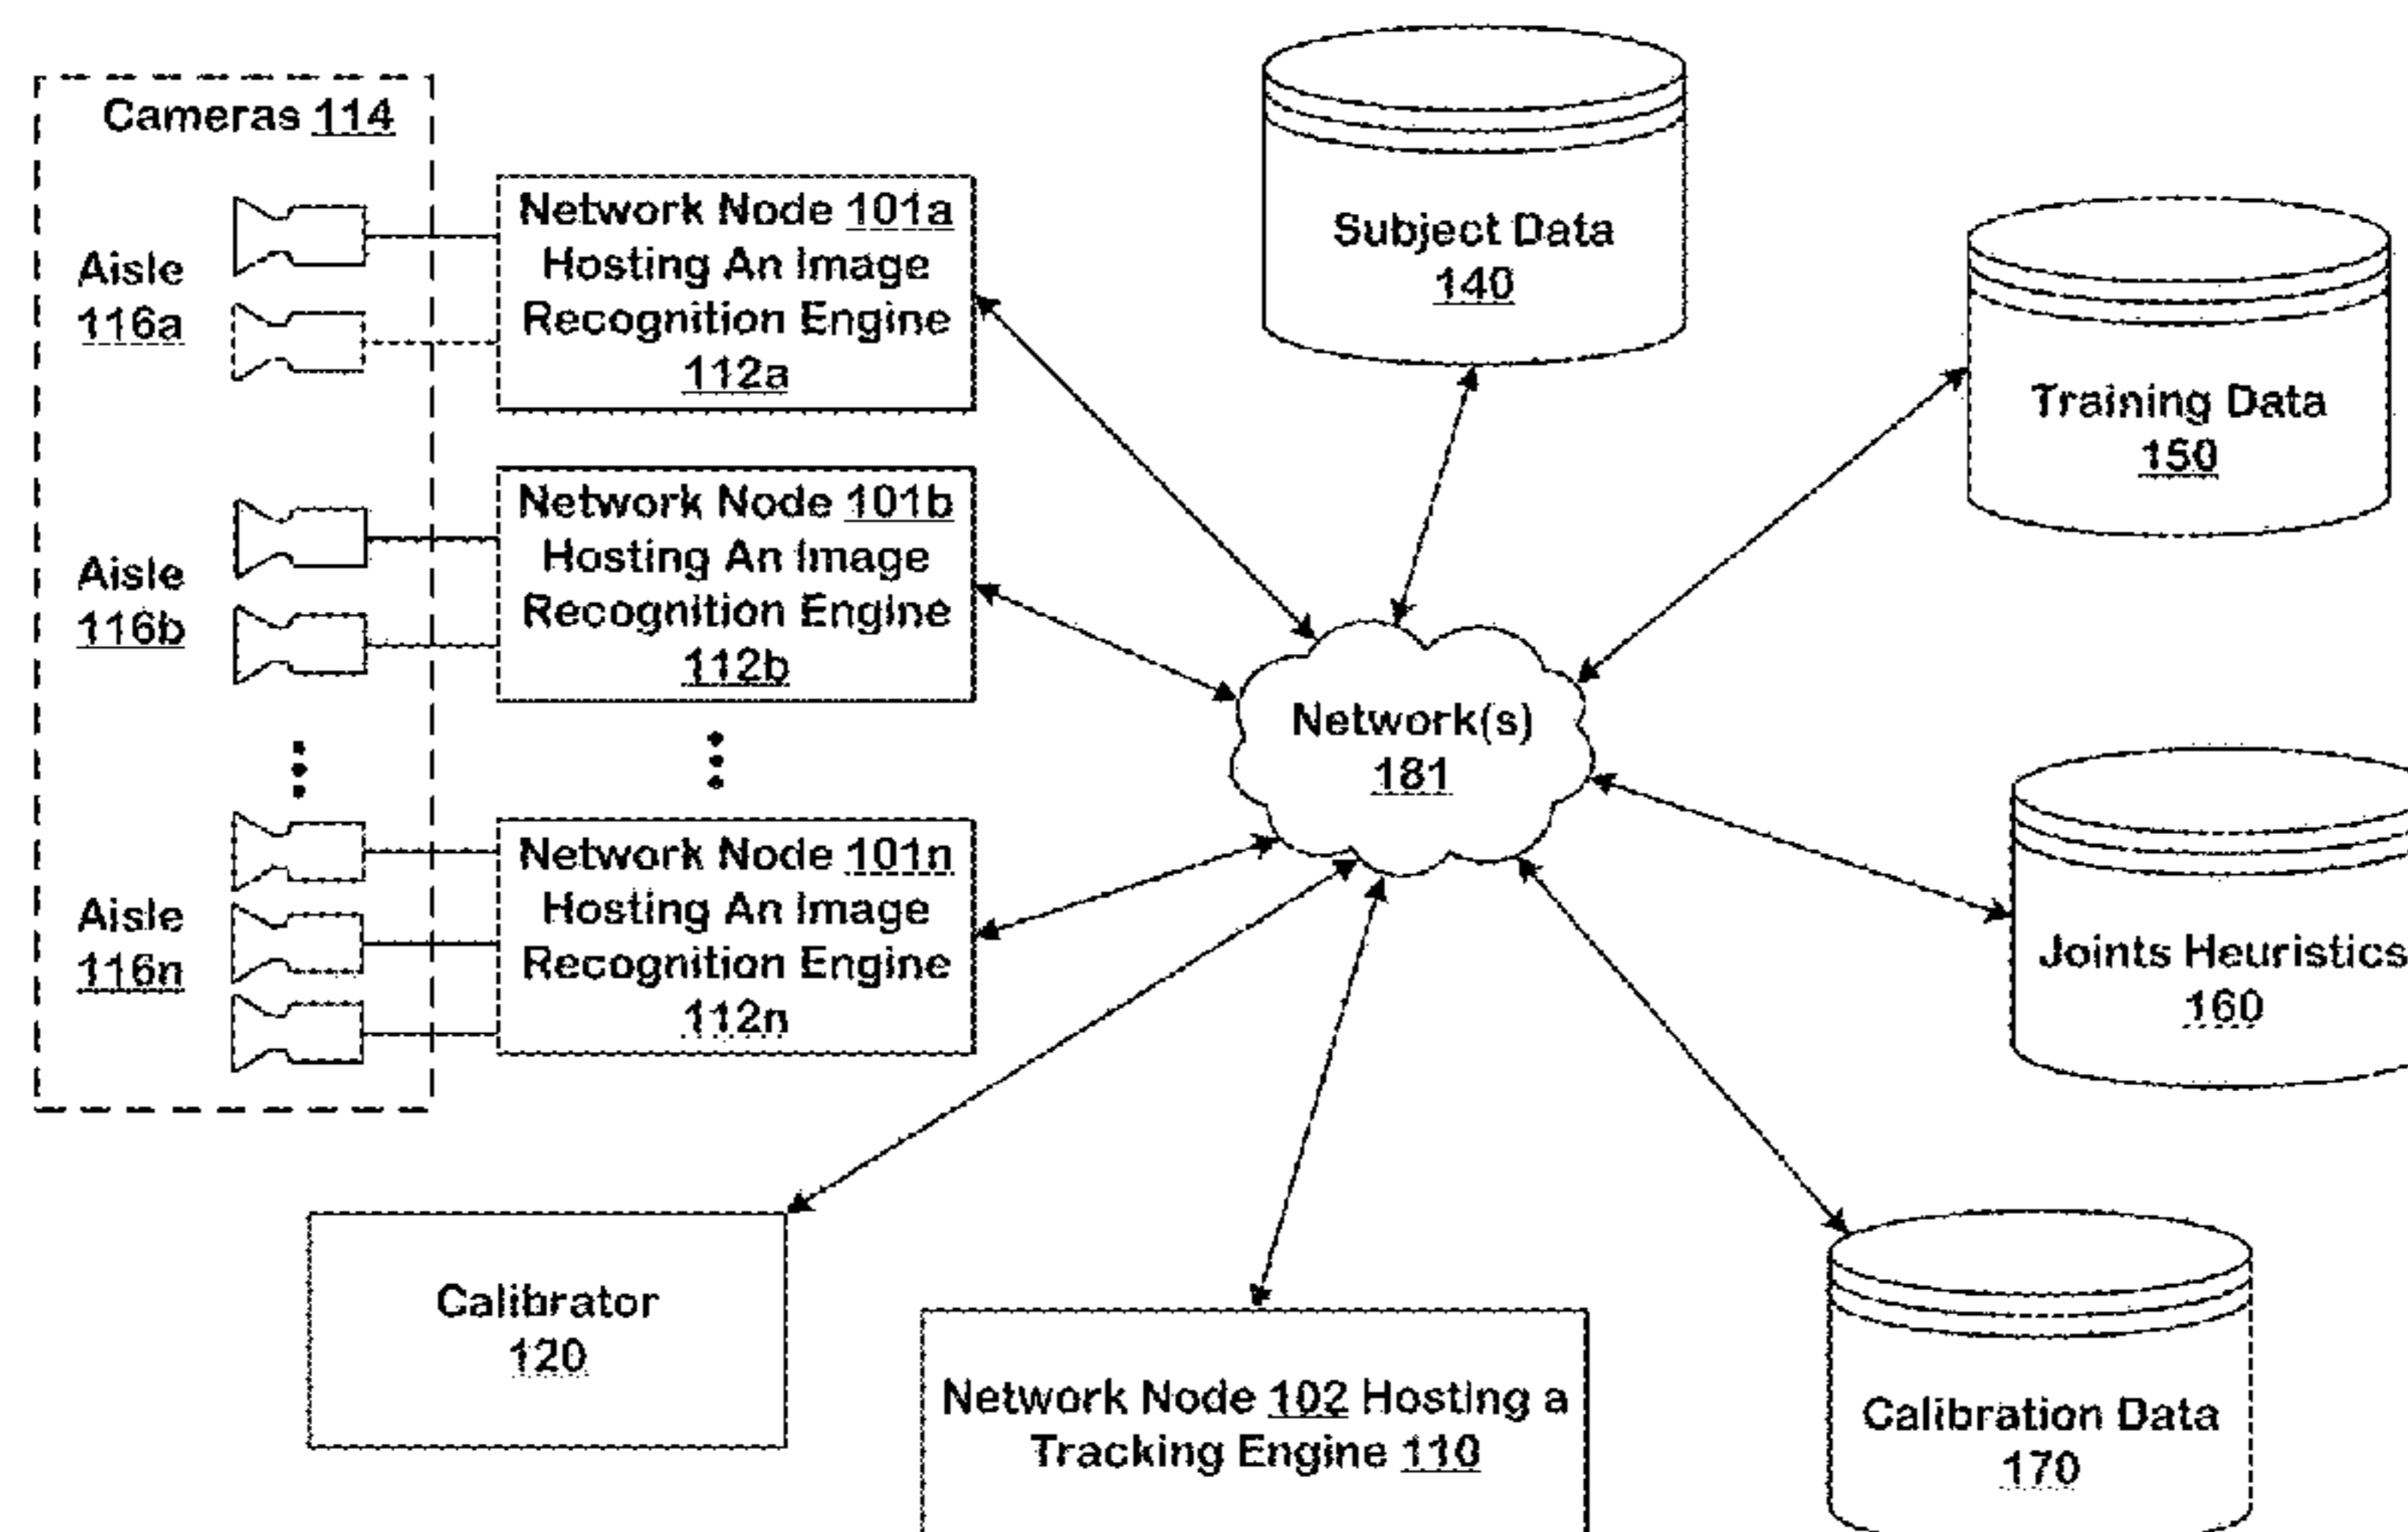 Cameras 114
Aisle
116a
Network Node 101a
Hosting An Image
Recognition Engine
112a
Aisle
116b
Network Node 101b
Hosting An Image
Recognition Engine
112b
Aisle
116n
Network Node 101n
Hosting An Image
Recognition Engine
112n
Subject Data
140
Training Data
150
Network(s)
181
Joints Heuristics
160
Calibrator
120
Network Node 102 Hosting a
Tracking Engine 110
Calibration Data
170